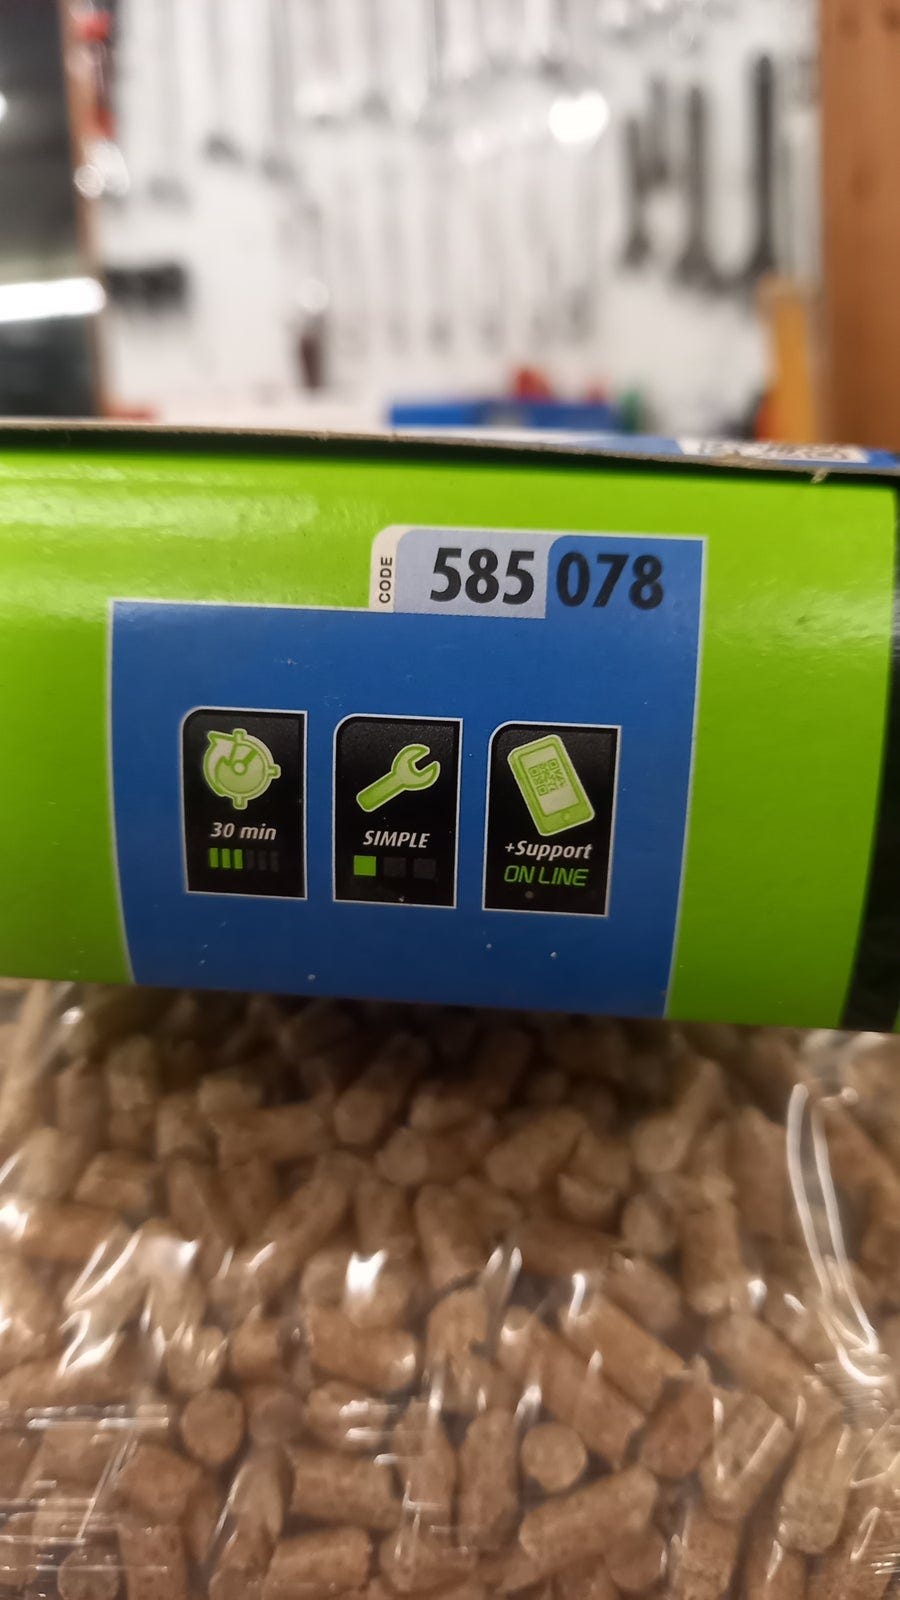 CODE
585 078
30 min
SIMPLE
+Support
ON LINE